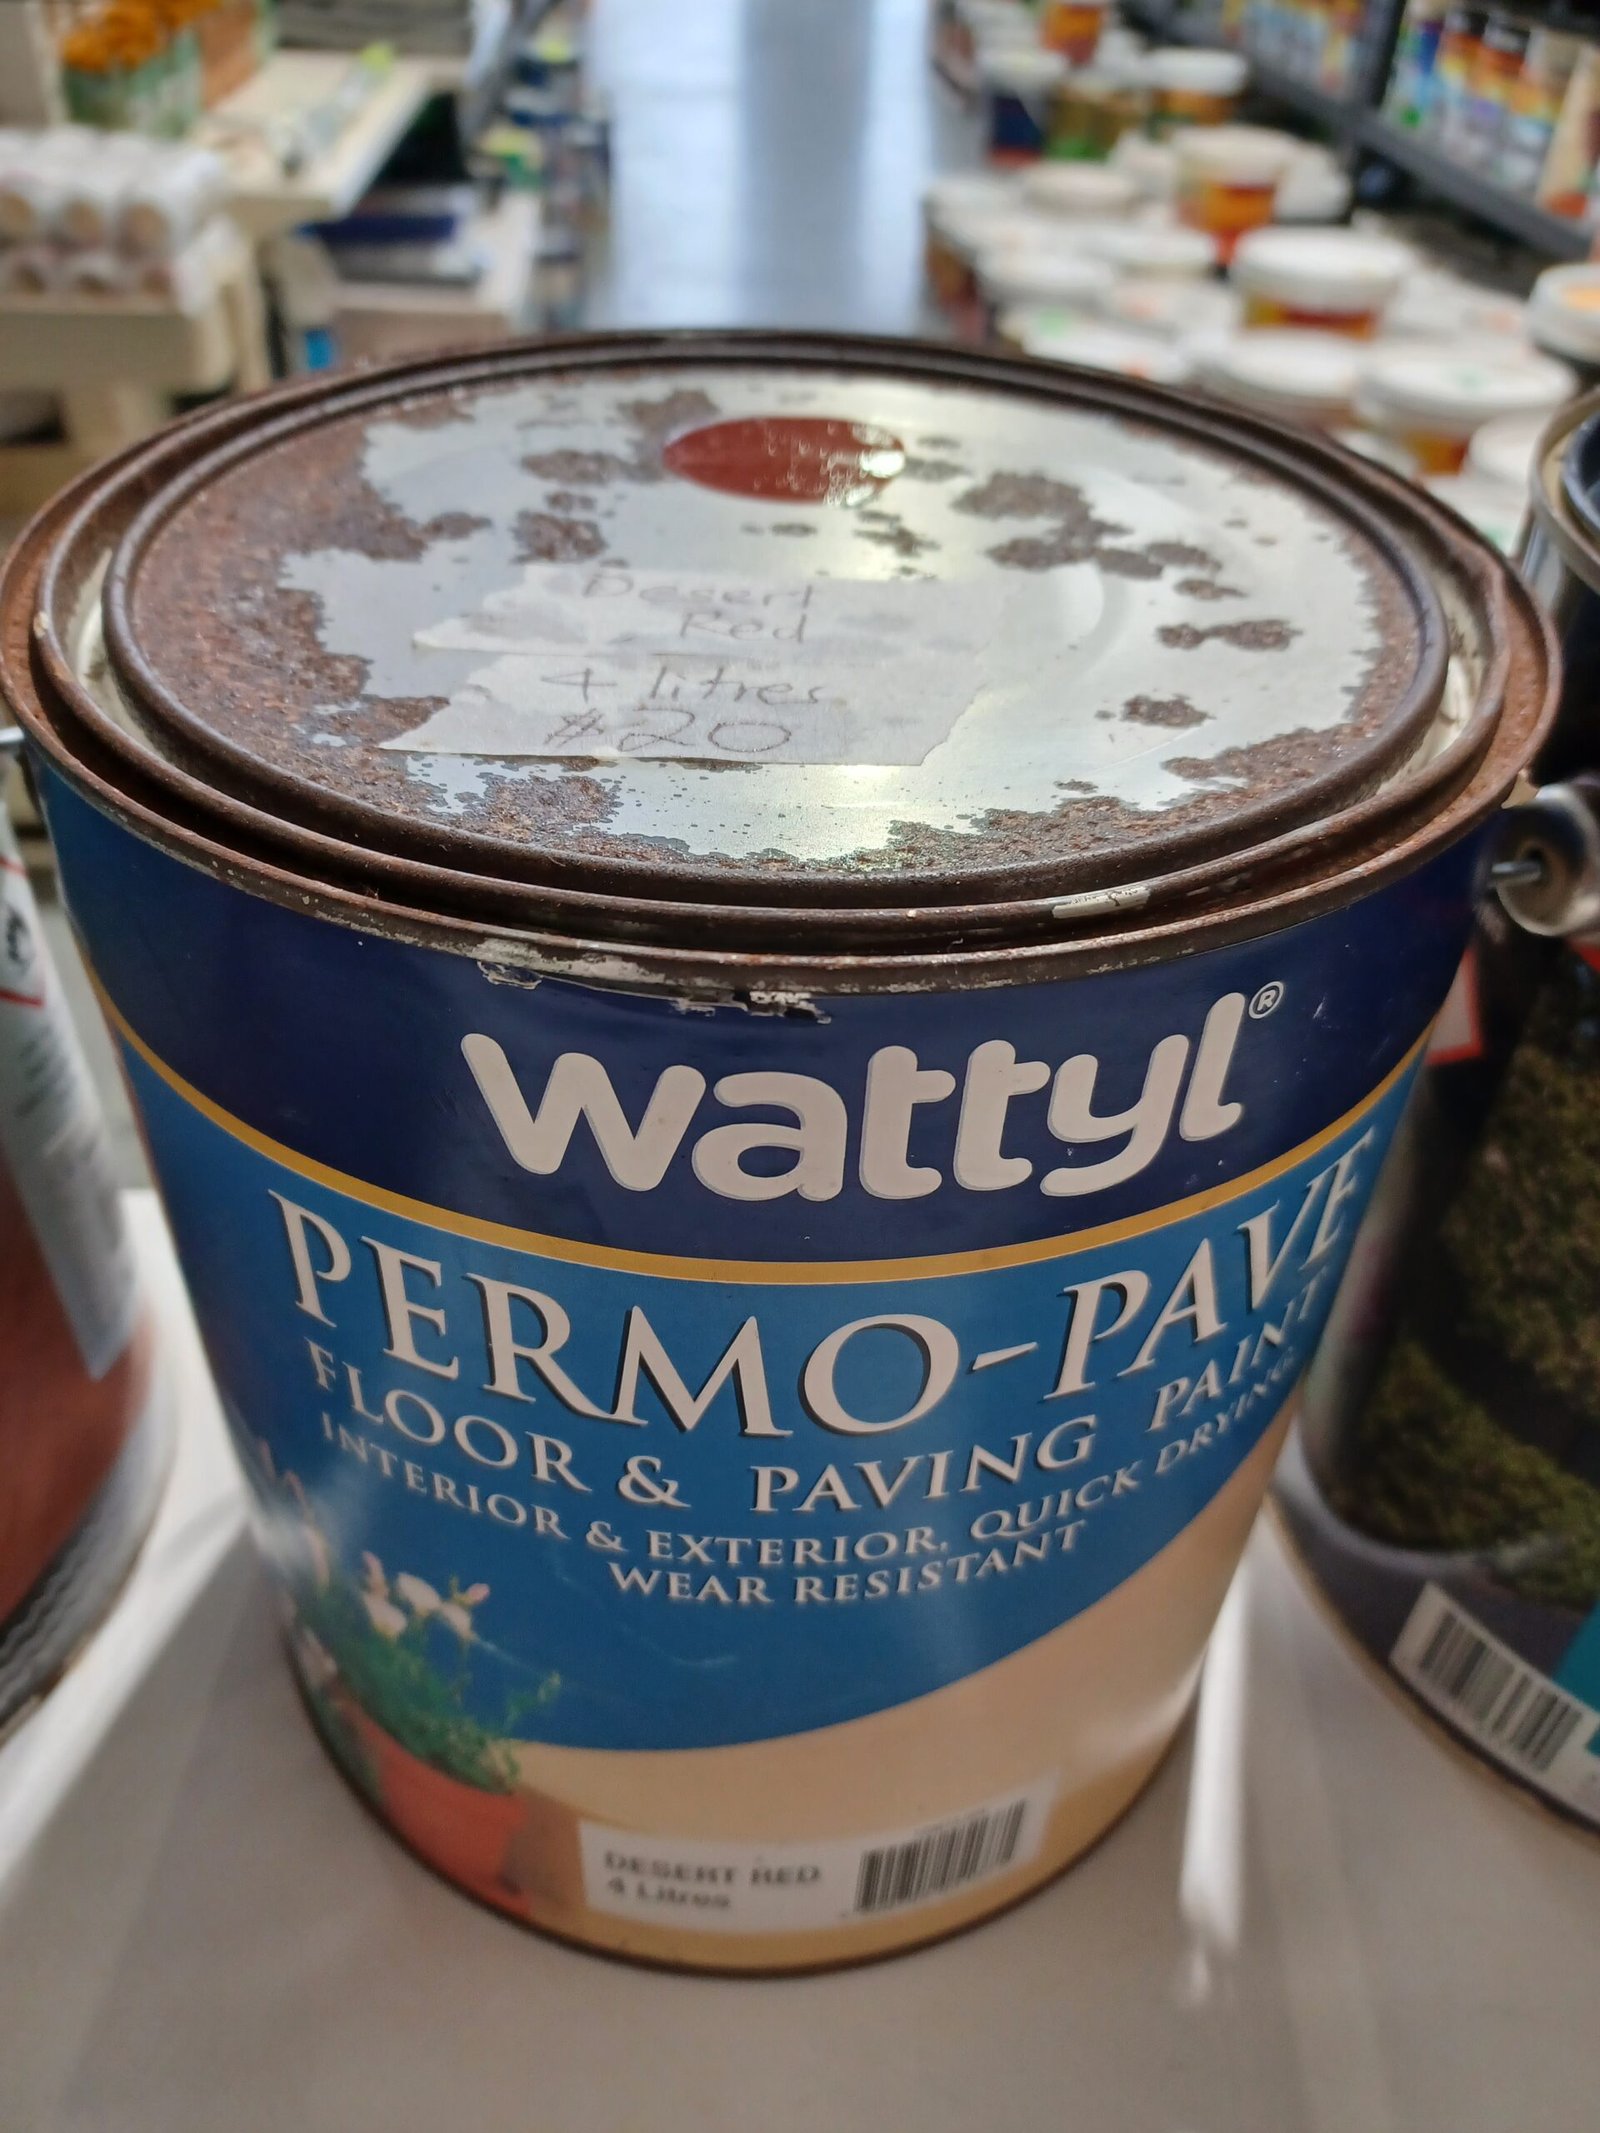 Desert
Red
4 litres
$20
wattyl®
PERMO-PAVE
FLOOR & PAVING PAINT
INTERIOR & EXTERIOR, QUICK DRYING
WEAR RESISTANT
DESERT RED
4 Litres